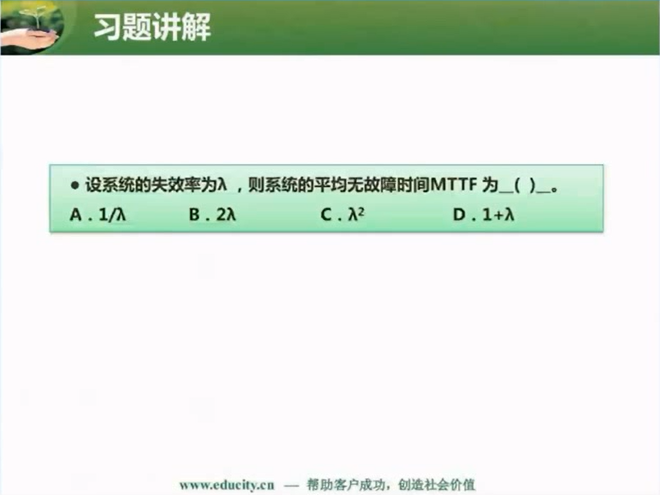 习题讲解
● 设系统的失效率为λ ，则系统的平均无故障时间MTTF 为__( )__。
A．1/λ B．2λ C．λ² D．1+λ
www.educity.cn — 帮助客户成功，创造社会价值